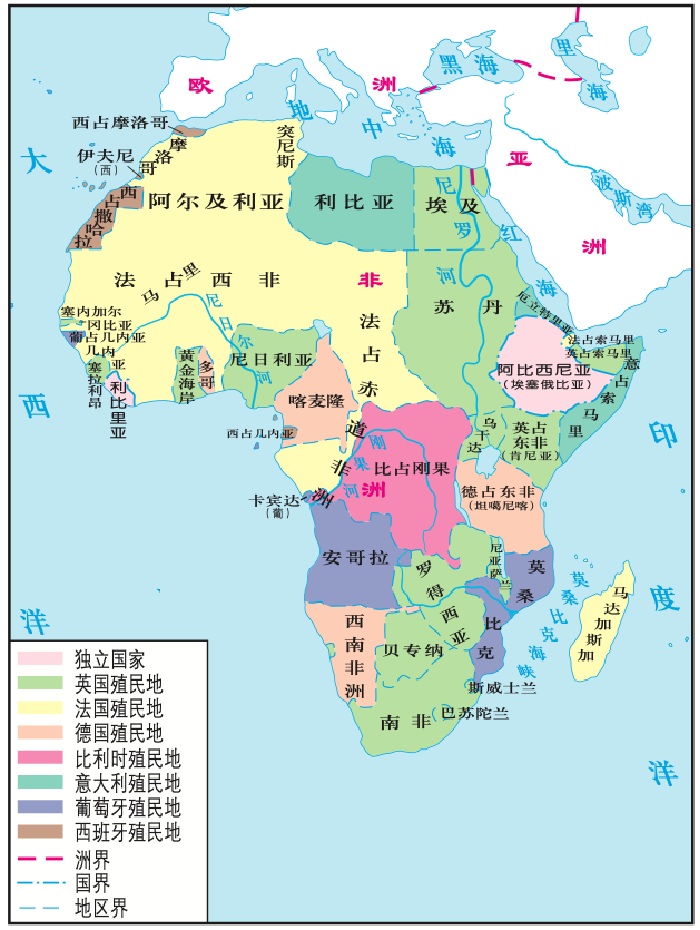 欧
洲
黑海
里
海
地
中
海
亚
洲
波斯湾
红
海
大
西
洋
印
度
洋
西占摩洛哥
摩
洛
哥
突尼斯
伊夫尼
(西)
西
占
撒
哈
拉
阿尔及利亚
利比亚
埃及
尼
罗
河
法占西非
马里
尼
日
尔
河
非
洲
法
占
赤
道
非
洲
苏丹
厄立特里亚
法占索马里
英占索马里
阿比西尼亚
(埃塞俄比亚)
意
占
索
马
里
塞内加尔
冈比亚
葡占几内亚
几内
亚
塞拉利昂
利比里亚
黄金海岸
多哥
尼日利亚
喀麦隆
西占几内亚
刚
果
河
比占刚果
乌干达
英占
东非
(肯尼亚)
德占东非
(坦噶尼喀)
卡宾达
(葡)
安哥拉
罗
得
西
亚
尼亚萨兰
莫
桑
比
克
莫
桑
比
克
海
峡
马
达
加
斯
加
西
南
非
洲
贝专纳
斯威士兰
巴苏陀兰
南非
独立国家
英国殖民地
法国殖民地
德国殖民地
比利时殖民地
意大利殖民地
葡萄牙殖民地
西班牙殖民地
洲界
国界
地区界